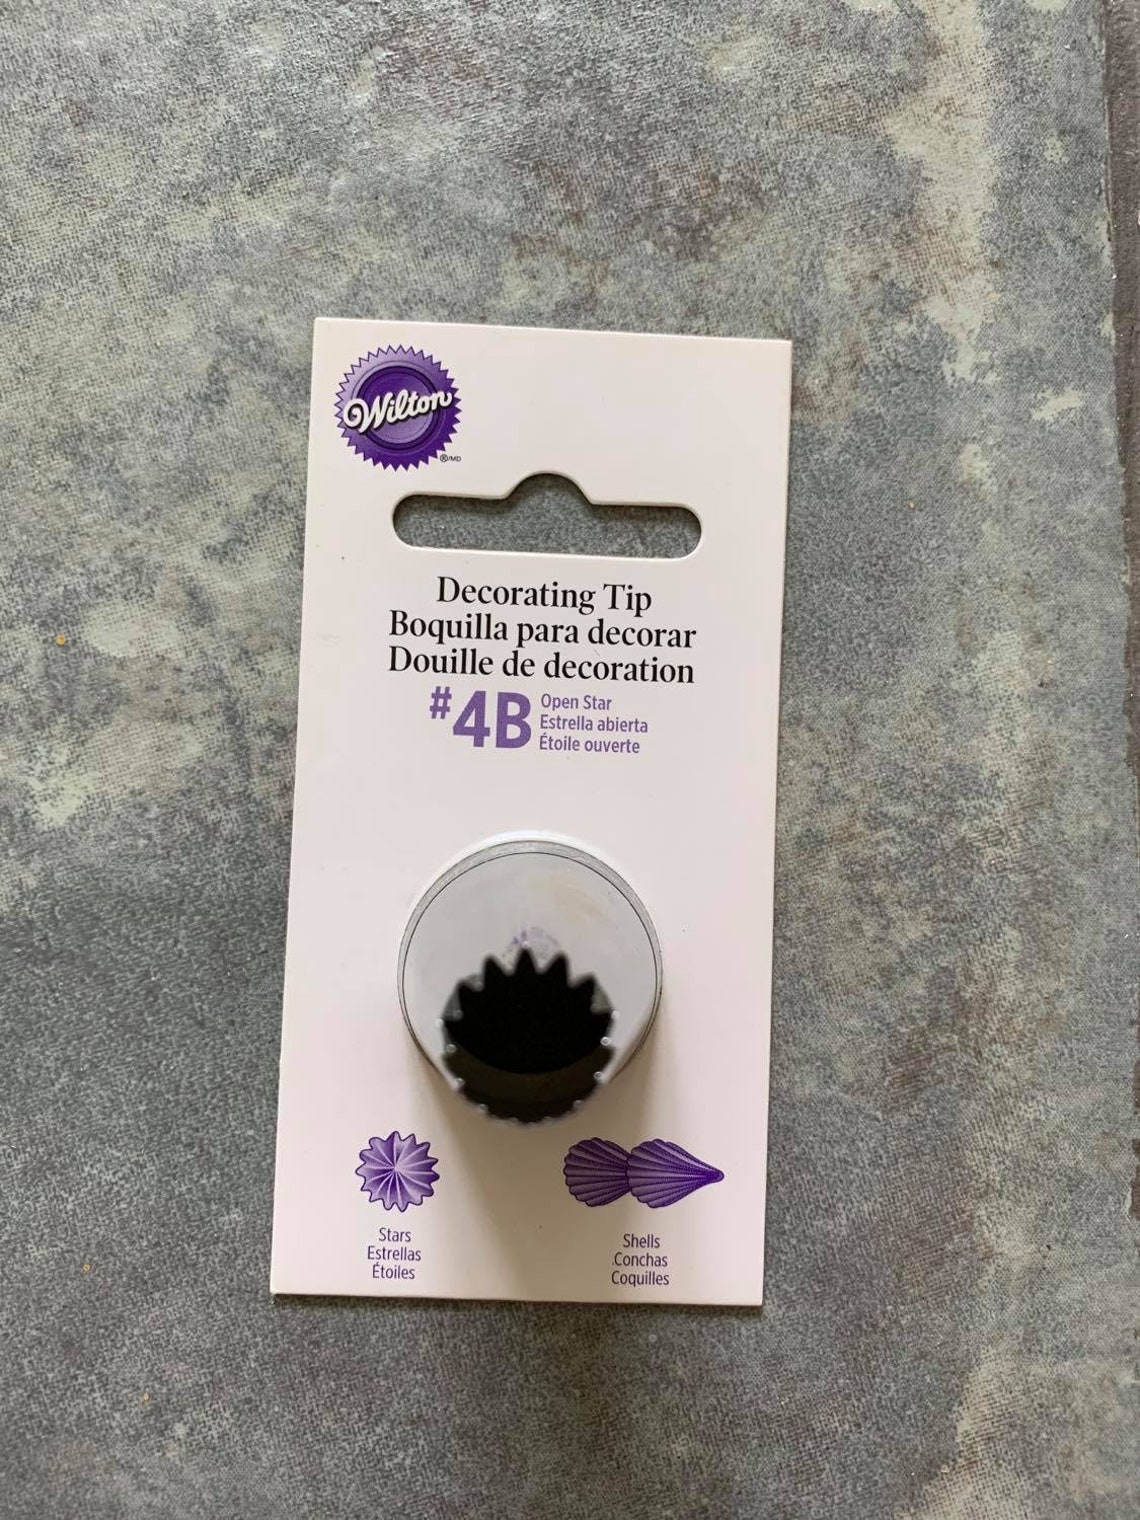 Wilton
®/MD
Decorating Tip
Boquilla para decorar
Douille de decoration
#4B
Open Star
Estrella abierta
Étoile ouverte
Stars
Estrellas
Étoiles
Shells
Conchas
Coquilles